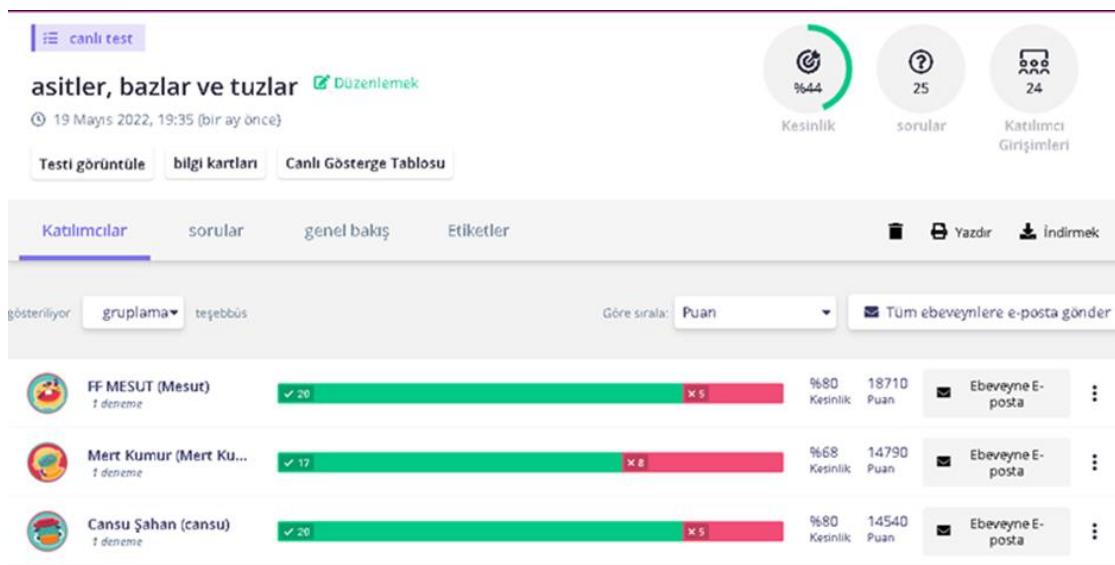 canlı test
asitler, bazlar ve tuzlar Düzenlemek
19 Mayıs 2022, 19:35 (bir ay önce)
Testi görüntüle bilgi kartları Canlı Gösterge Tablosu
%44
Kesinlik
25
sorular
24
Katılımcı
Girişimleri
Katılımcılar sorular genel bakış Etiketler Yazdır İndirmek
gösteriliyor gruplama teşebbüs Göre sırala: Puan Tüm ebeveynlere e-posta gönder
FF MESUT (Mesut)
1 deneme
20 5
%80
Kesinlik
18710
Puan
Ebeveyne E-
posta
Mert Kumur (Mert Ku...
1 deneme
17 8
%68
Kesinlik
14790
Puan
Ebeveyne E-
posta
Cansu Şahan (cansu)
1 deneme
20 5
%80
Kesinlik
14540
Puan
Ebeveyne E-
posta